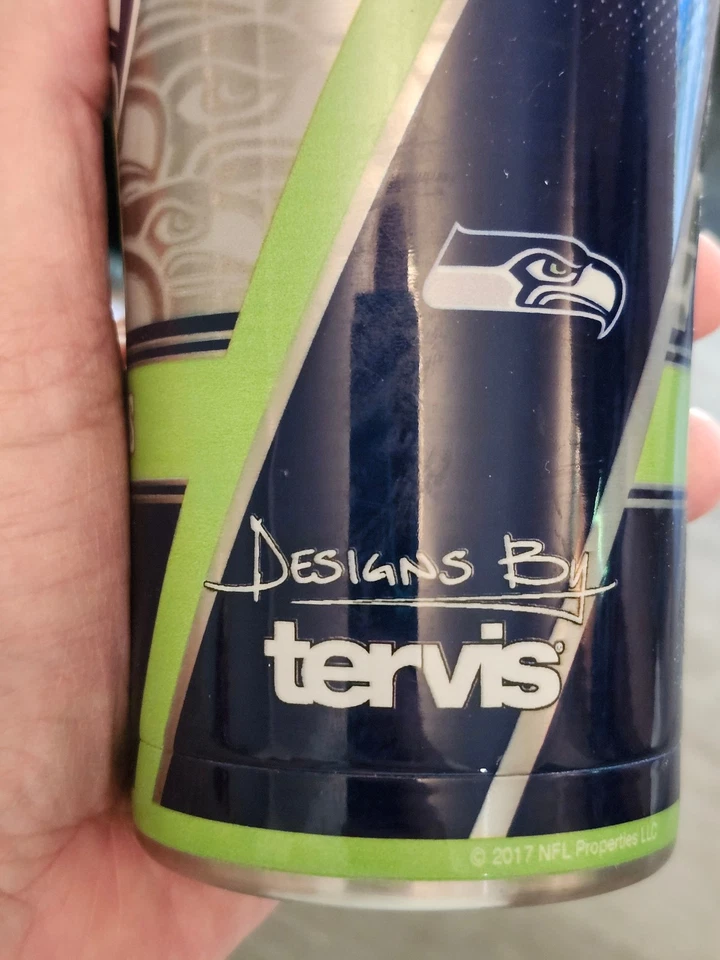 Designs By
tervis®
© 2017 NFL Properties LLC